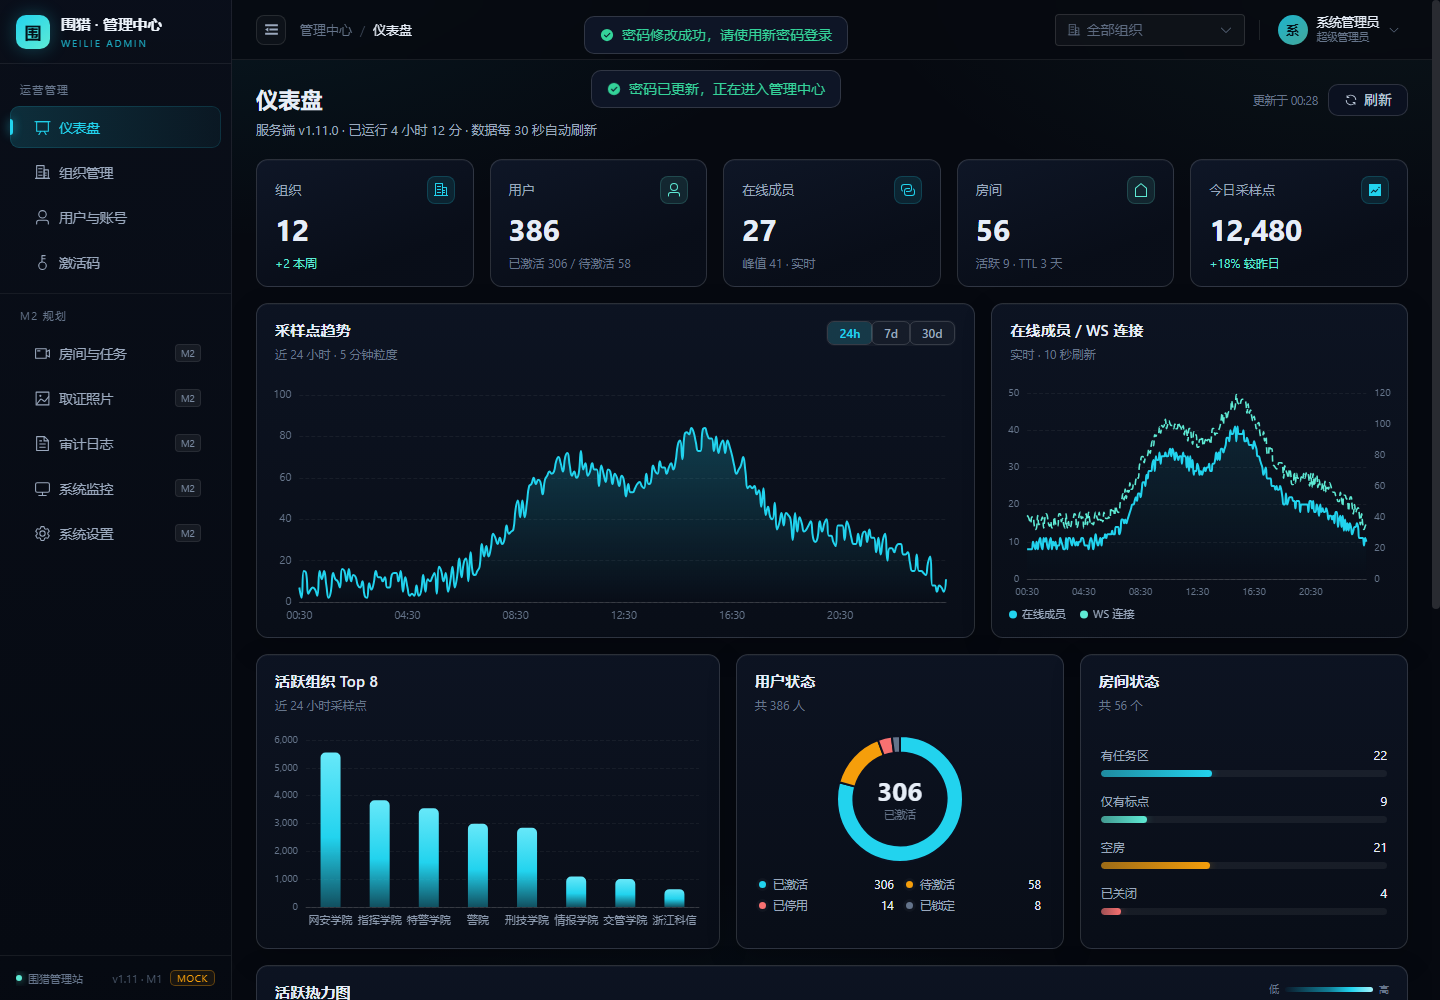 围
围猎 · 管理中心
WEILIE ADMIN
运营管理
仪表盘
组织管理
用户与账号
激活码
M2 规划
房间与任务 M2
取证照片 M2
审计日志 M2
系统监控 M2
系统设置 M2
围猎管理站 v1.11 · M1 MOCK
管理中心 / 仪表盘
密码修改成功，请使用新密码登录
密码已更新，正在进入管理中心
全部组织
系
系统管理员
超级管理员
仪表盘
服务端 v1.11.0 · 已运行 4 小时 12 分 · 数据每 30 秒自动刷新
更新于 00:28
刷新
组织
12
+2 本周
用户
386
已激活 306 / 待激活 58
在线成员
27
峰值 41 · 实时
房间
56
活跃 9 · TTL 3 天
今日采样点
12,480
+18% 较昨日
采样点趋势
近 24 小时 · 5 分钟粒度
24h 7d 30d
100
80
60
40
20
0
00:30 04:30 08:30 12:30 16:30 20:30
在线成员 / WS 连接
实时 · 10 秒刷新
50
40
30
20
10
0
120
100
80
60
40
20
0
00:30 04:30 08:30 12:30 16:30 20:30
在线成员 WS 连接
活跃组织 Top 8
近 24 小时采样点
6,000
5,000
4,000
3,000
2,000
1,000
0
网安学院 指挥学院 特警学院 警院 刑技学院 情报学院 交管学院 浙江科信
用户状态
共 386 人
306
已激活
已激活 306
待激活 58
已停用 14
已锁定 8
房间状态
共 56 个
有任务区 22
仅有标点 9
空房 21
已关闭 4
活跃热力图
低 高